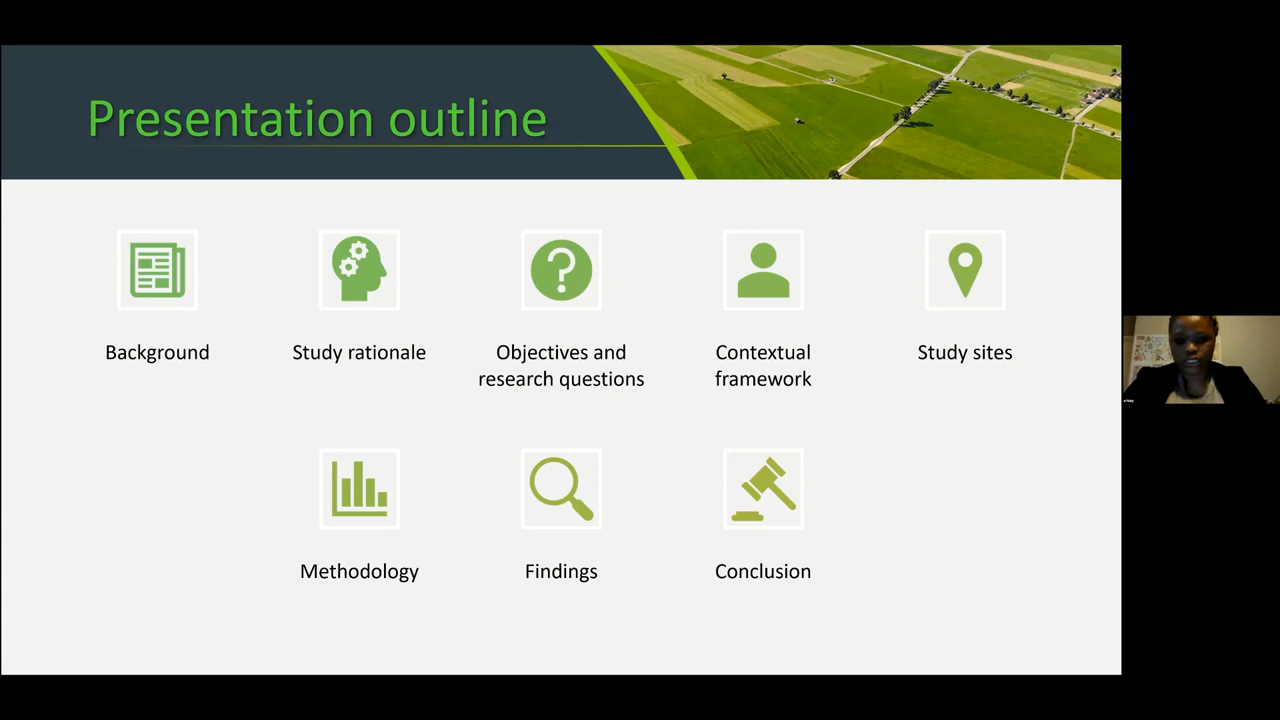 Presentation outline
Background
Study rationale
Objectives and
research questions
Contextual
framework
Study sites
Methodology
Findings
Conclusion